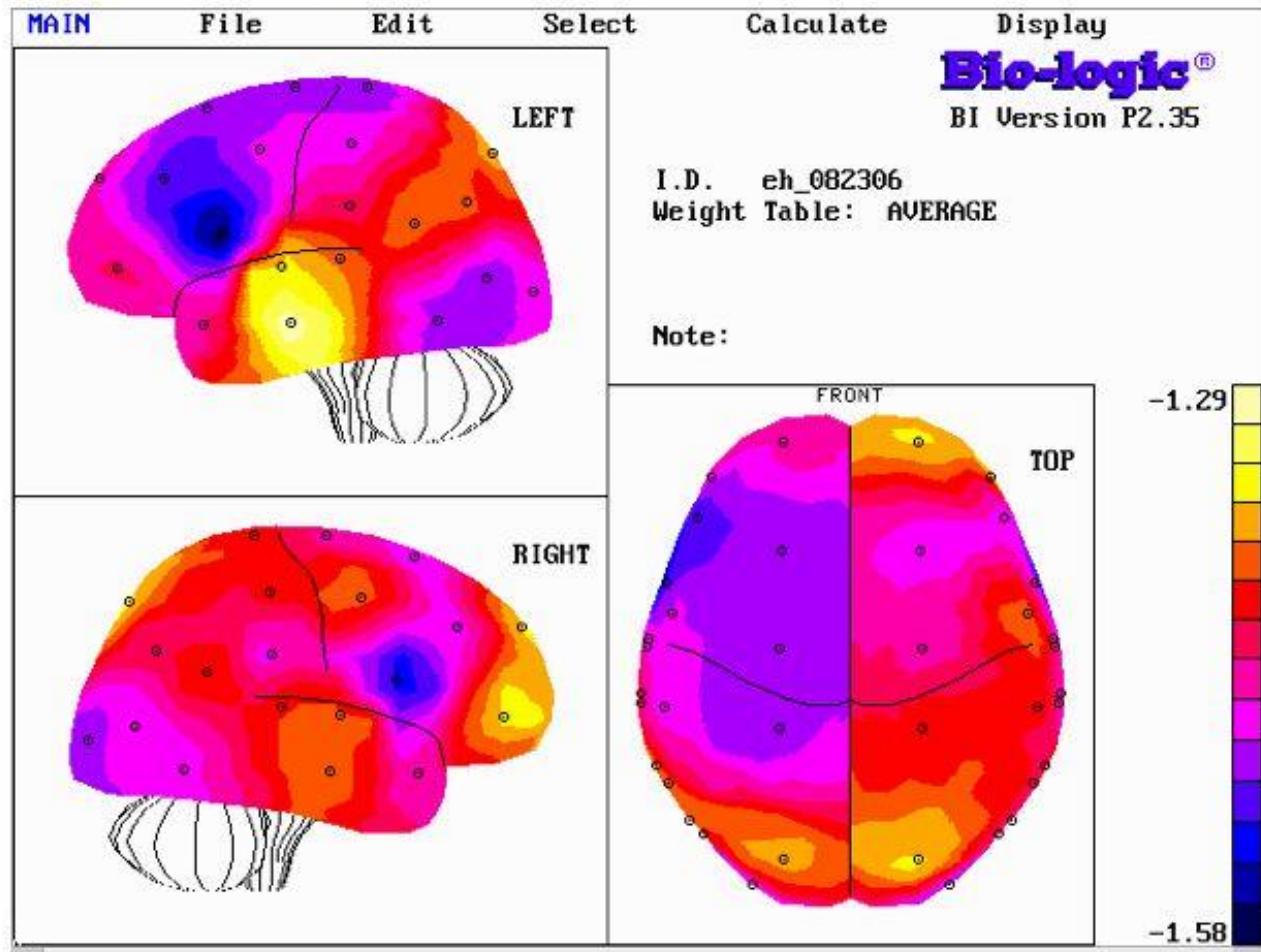 MAIN File Edit Select Calculate Display
Bio-logic®
BI Version P2.35
LEFT
I.D. eh_082306
Weight Table: AVERAGE
Note:
RIGHT
FRONT
TOP
-1.29
-1.58